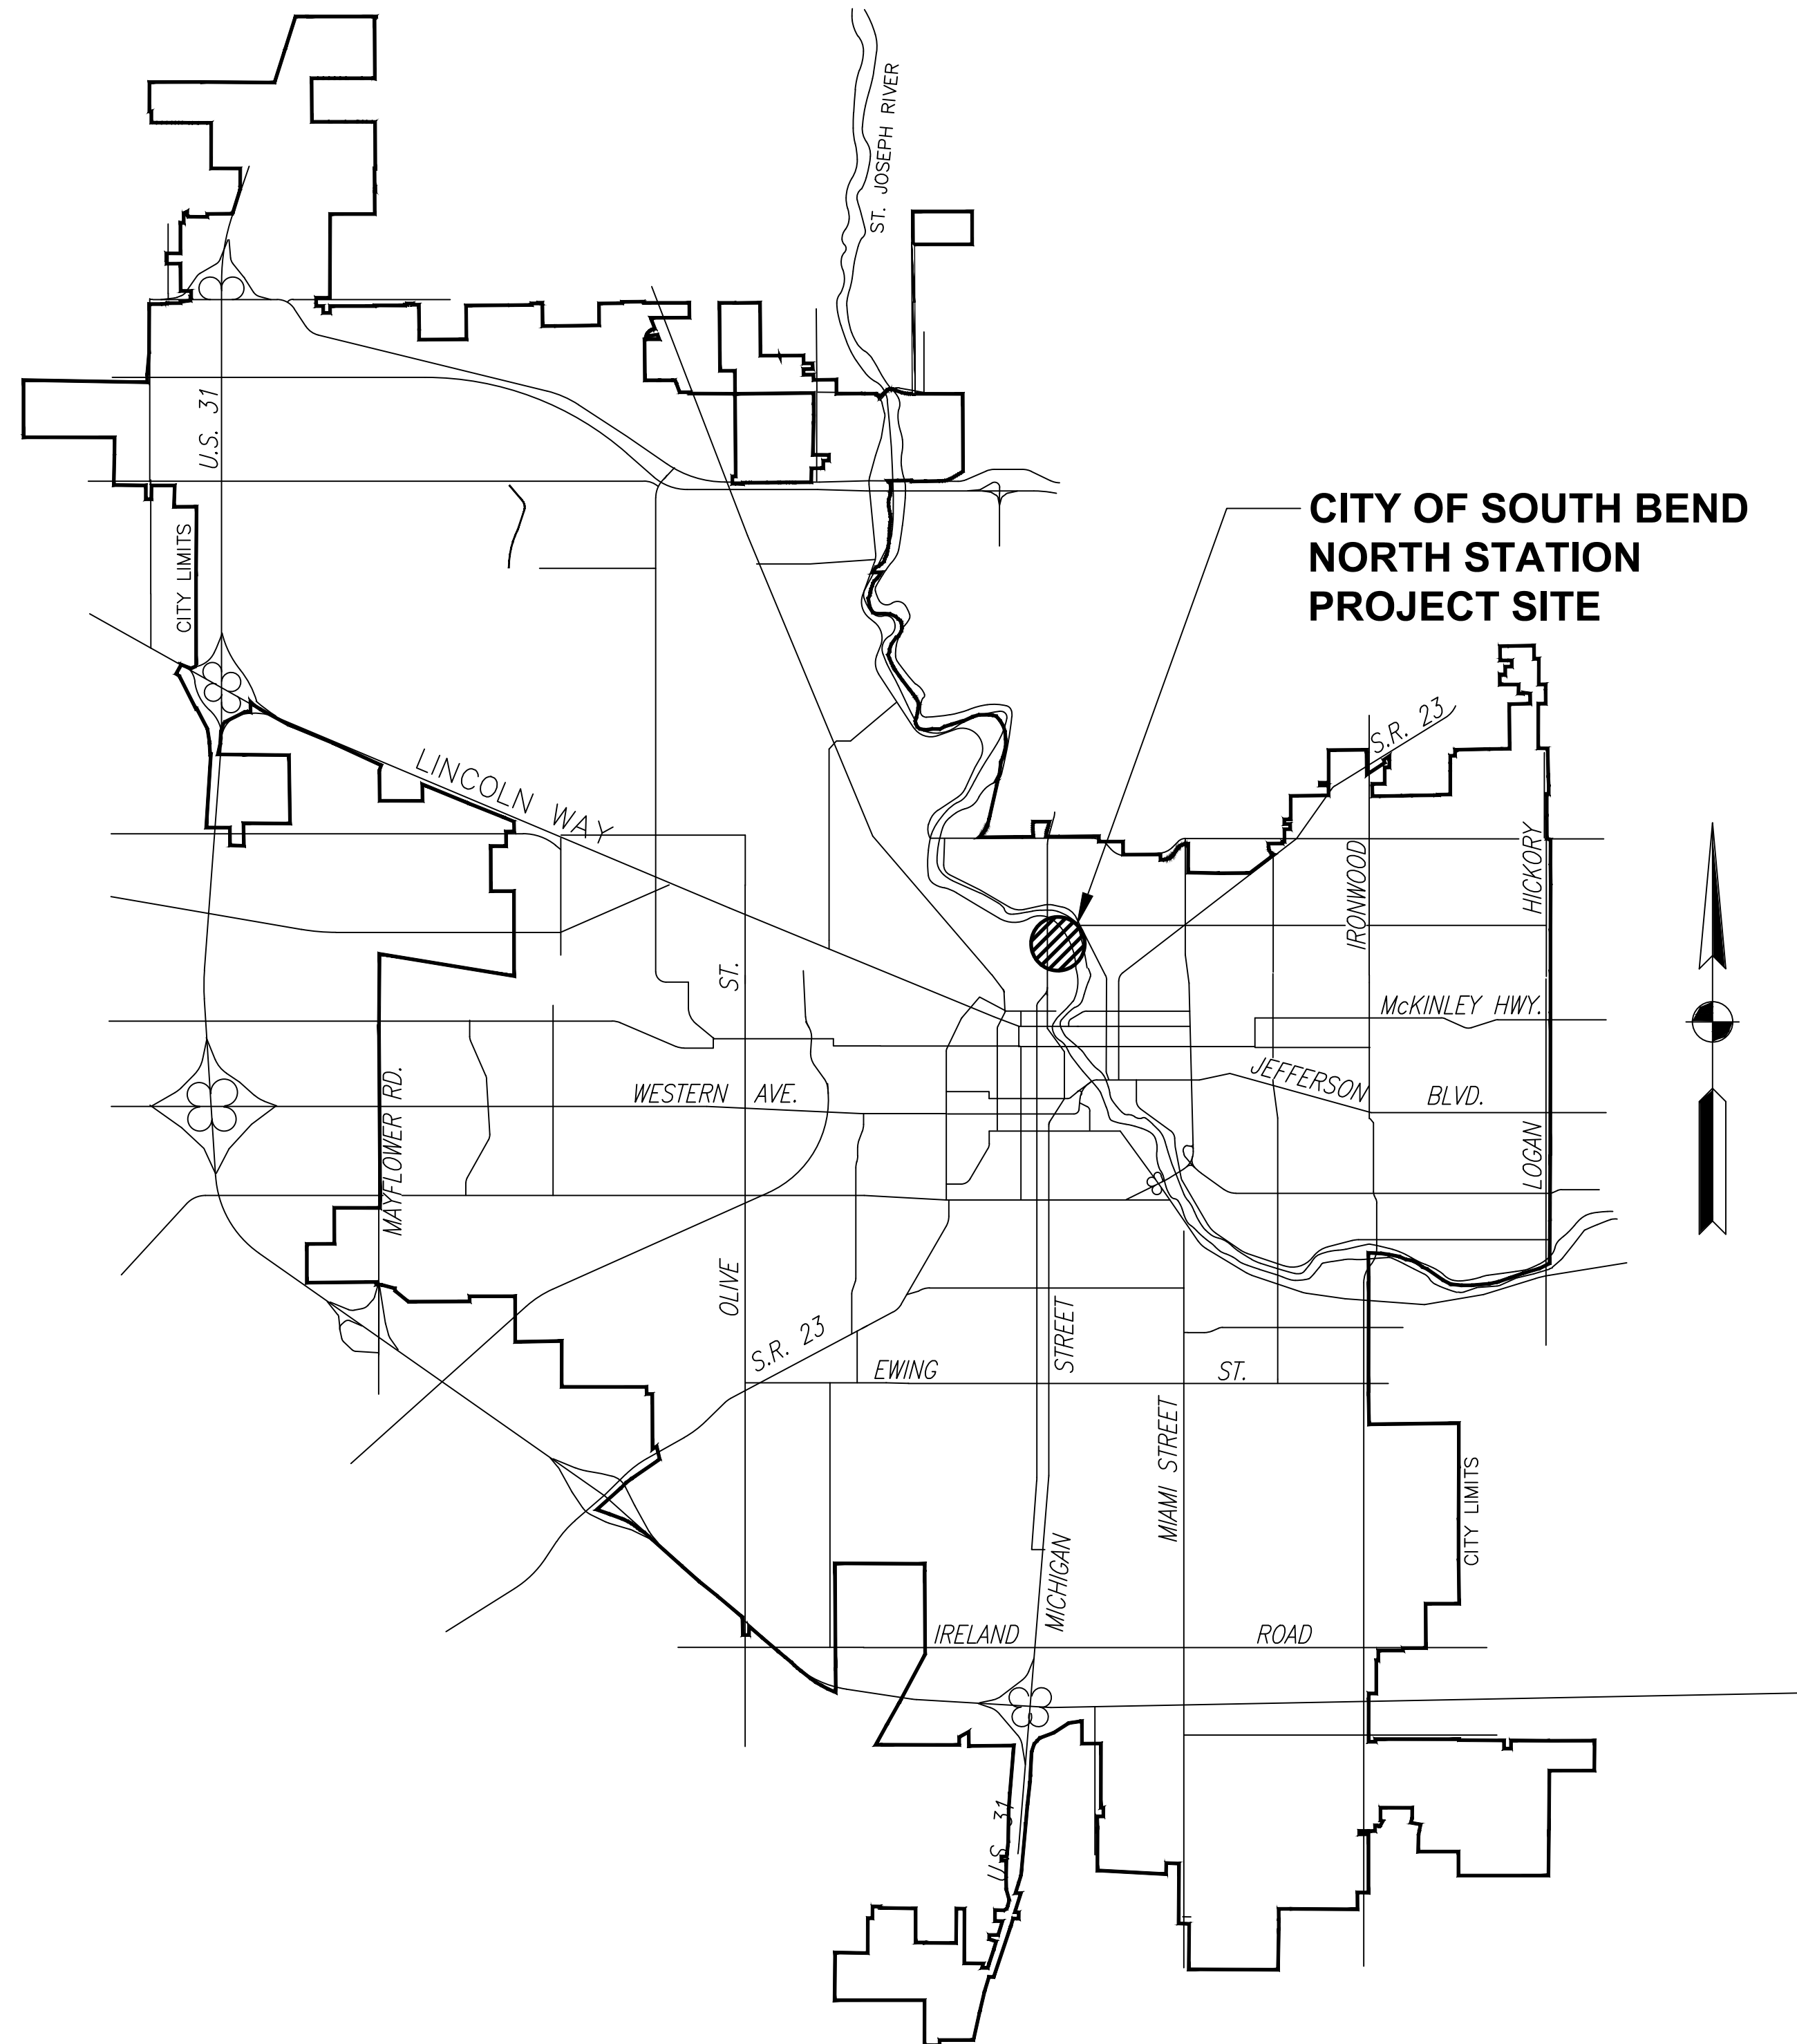 ST. JOSEPH RIVER
U.S. 31
CITY LIMITS
CITY OF SOUTH BEND
NORTH STATION
PROJECT SITE
S.R. 23
LINCOLN WAY
IRONWOOD
HICKORY
ST.
McKINLEY HWY.
MAYFLOWER RD.
WESTERN AVE.
JEFFERSON BLVD.
LOGAN
OLIVE
S.R. 23
STREET
EWING ST.
MIAMI STREET
CITY LIMITS
MICHIGAN
IRELAND ROAD
U.S. 31